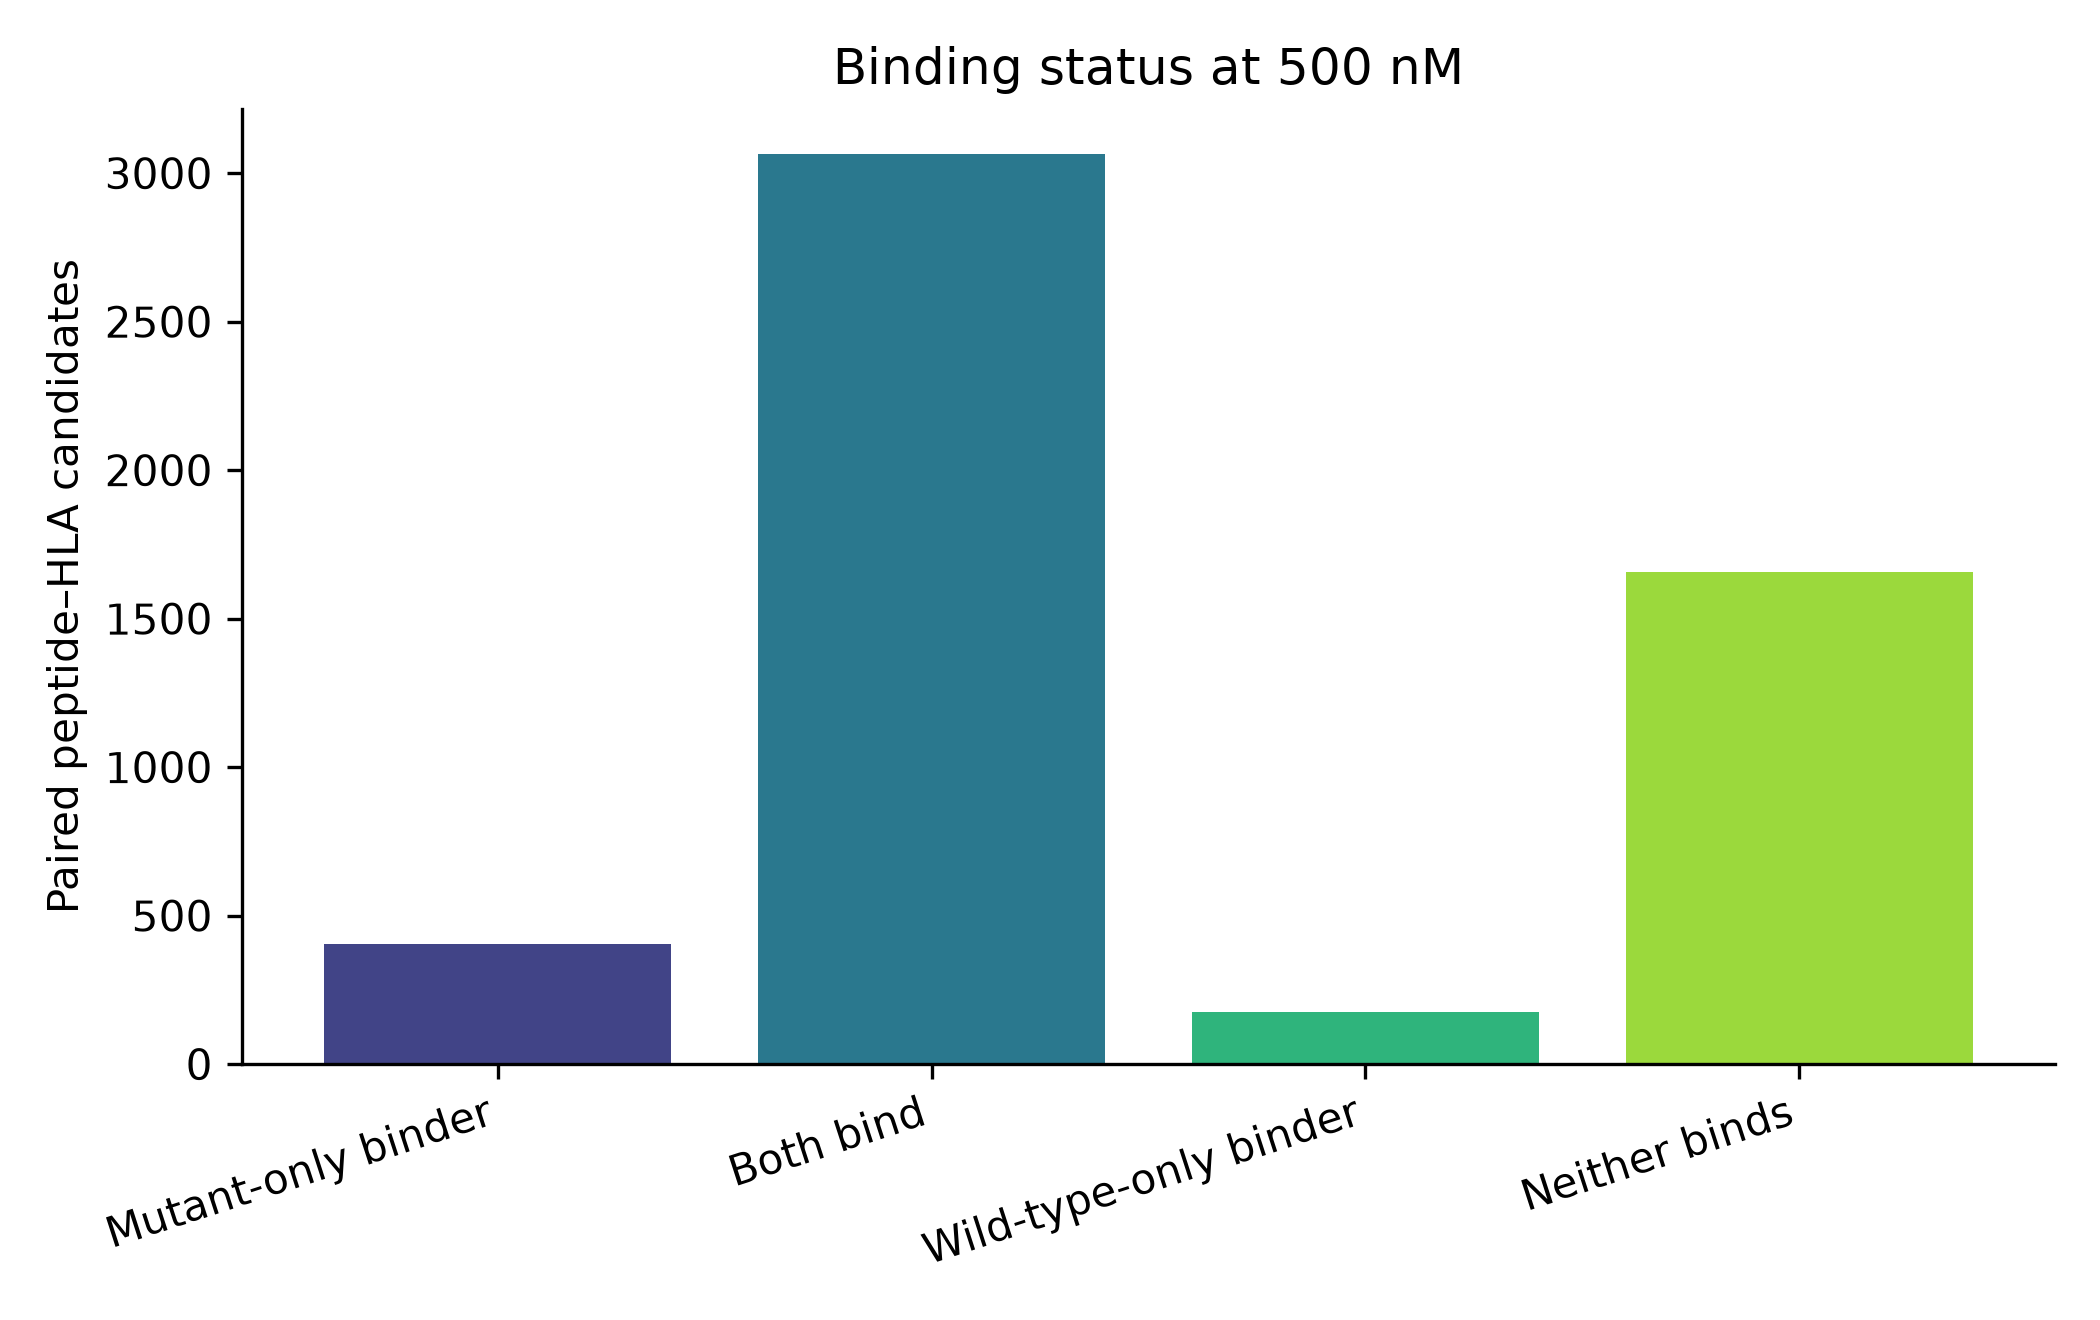 Binding status at 500 nM
Paired peptide–HLA candidates
3000
2500
2000
1500
1000
500
0
Mutant-only binder
Both bind
Wild-type-only binder
Neither binds